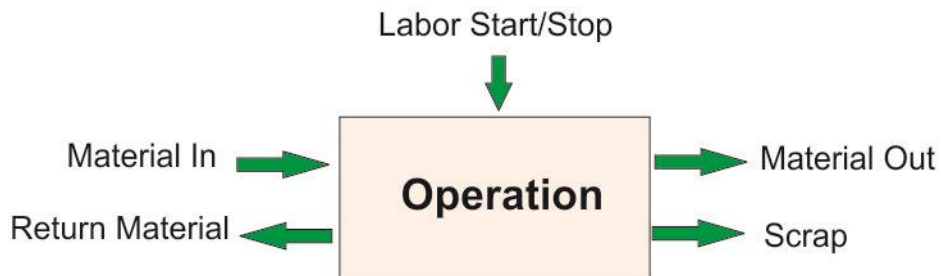 Labor Start/Stop
Material In
Material Out
Operation
Return Material
Scrap